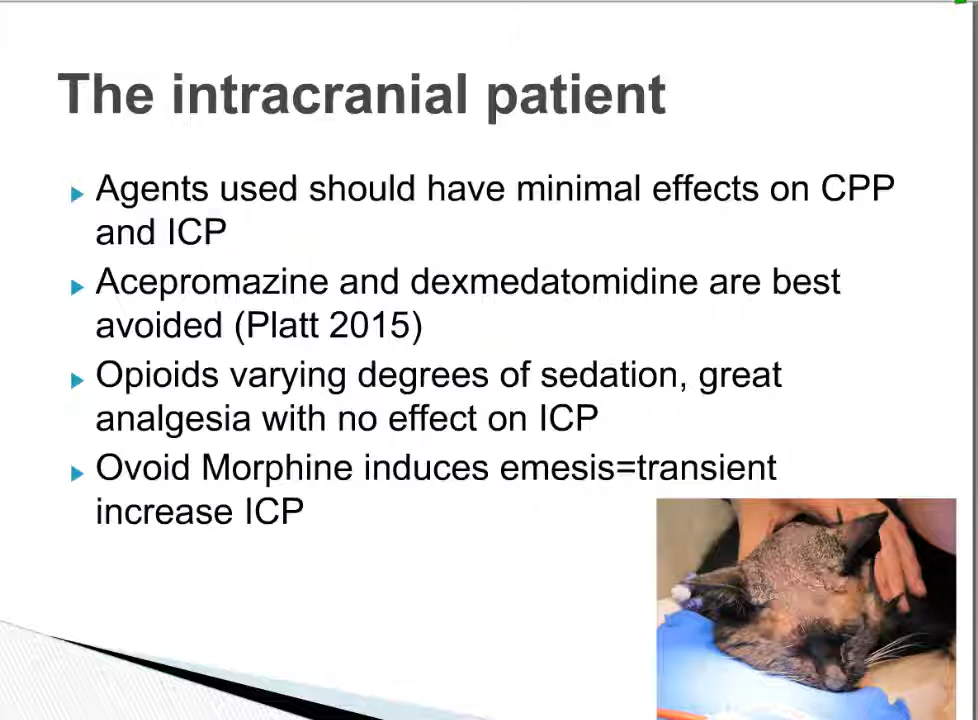 The intracranial patient
Agents used should have minimal effects on CPP
and ICP
Acepromazine and dexmedatomidine are best
avoided (Platt 2015)
Opioids varying degrees of sedation, great
analgesia with no effect on ICP
Ovoid Morphine induces emesis=transient
increase ICP